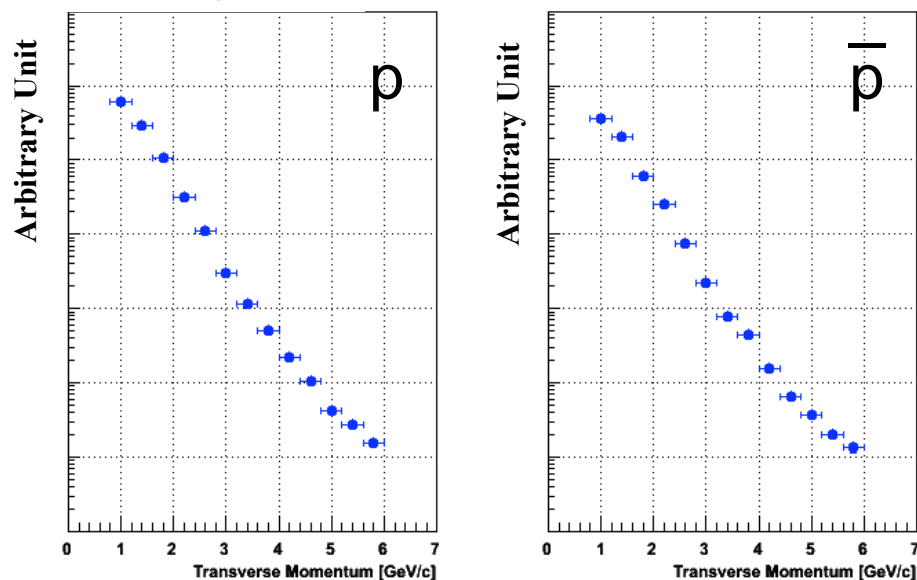 Arbitrary Unit
p
0 1 2 3 4 5 6 7
Transverse Momentum [GeV/c]
Arbitrary Unit
p̅
0 1 2 3 4 5 6 7
Transverse Momentum [GeV/c]